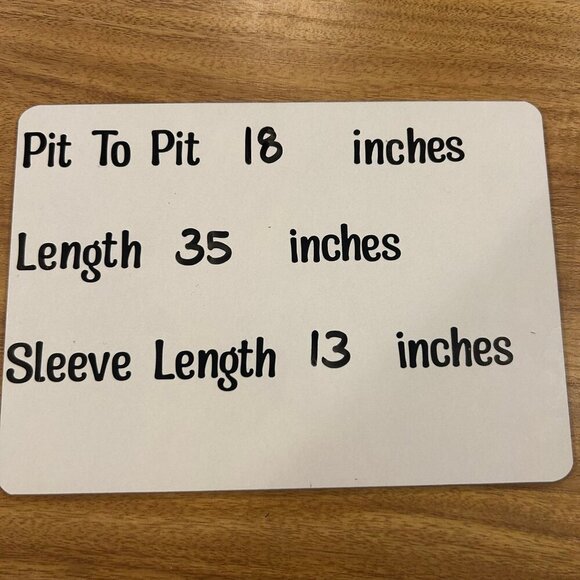 Pit To Pit 18 inches
Length 35 inches
Sleeve Length 13 inches